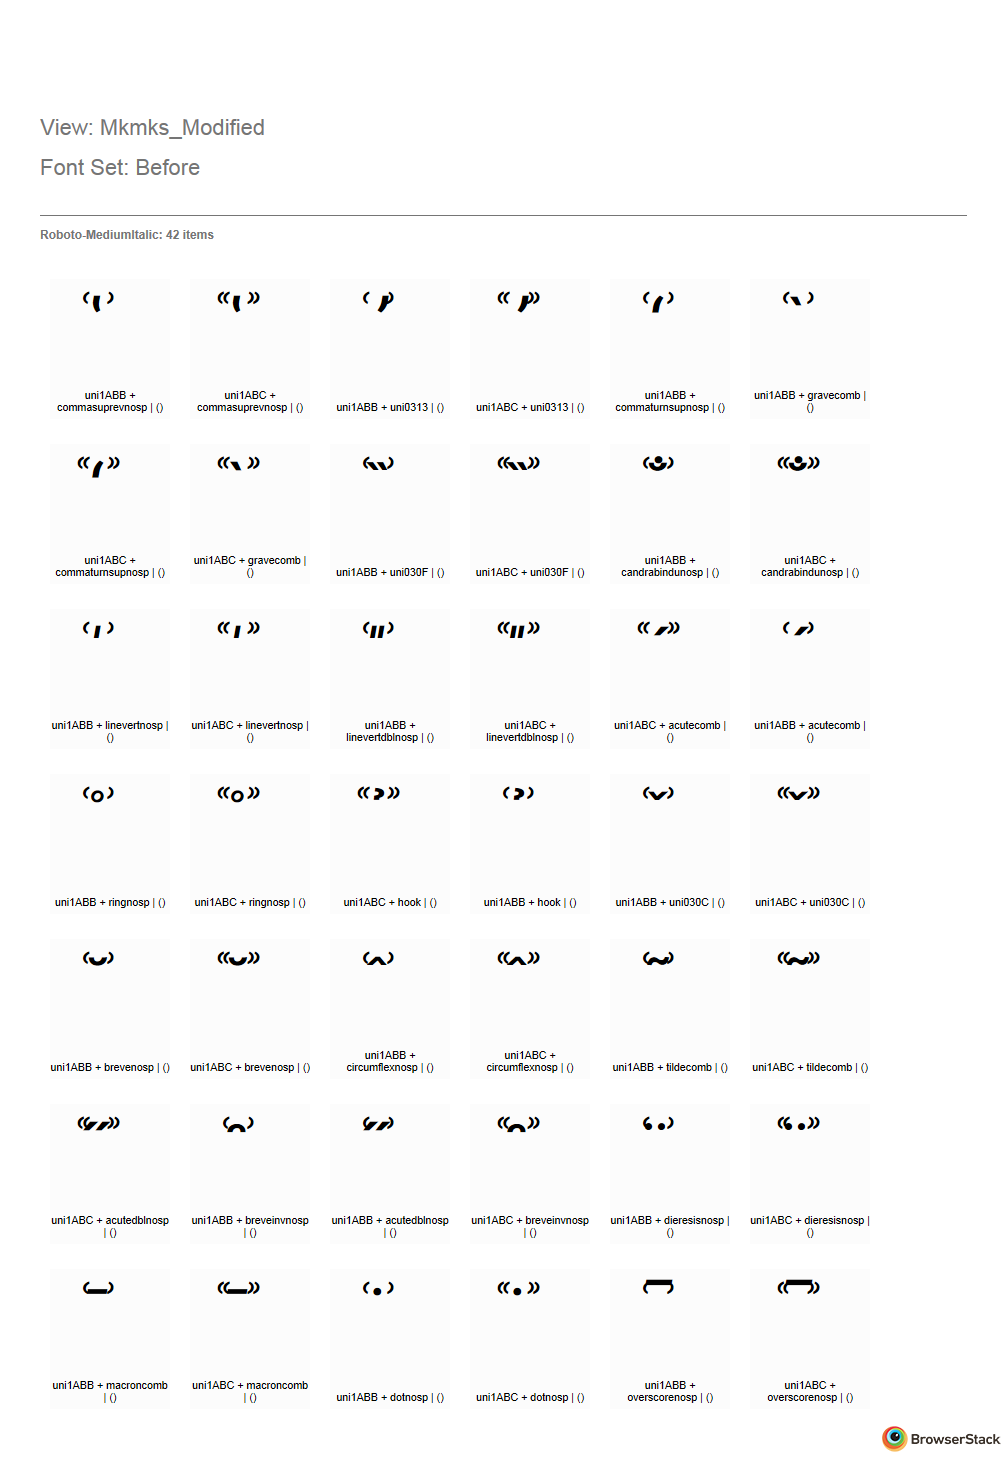 View: Mkmks_Modified
Font Set: Before
Roboto-MediumItalic: 42 items
uni1ABB +
commasuprevnosp | ()
uni1ABC +
commasuprevnosp | ()
uni1ABB + uni0313 | ()
uni1ABC + uni0313 | ()
uni1ABB +
commaturnsupnosp | ()
uni1ABB + gravecomb |
()
uni1ABC +
commaturnsupnosp | ()
uni1ABC + gravecomb |
()
uni1ABB + uni030F | ()
uni1ABC + uni030F | ()
uni1ABB +
candrabindunosp | ()
uni1ABC +
candrabindunosp | ()
uni1ABB + linevertnosp |
()
uni1ABC + linevertnosp |
()
uni1ABB +
linevertdblnosp | ()
uni1ABC +
linevertdblnosp | ()
uni1ABC + acutecomb |
()
uni1ABB + acutecomb |
()
uni1ABB + ringnosp | ()
uni1ABC + ringnosp | ()
uni1ABC + hook | ()
uni1ABB + hook | ()
uni1ABB + uni030C | ()
uni1ABC + uni030C | ()
uni1ABB + brevenosp | ()
uni1ABC + brevenosp | ()
uni1ABB +
circumflexnosp | ()
uni1ABC +
circumflexnosp | ()
uni1ABB + tildecomb | ()
uni1ABC + tildecomb | ()
uni1ABC + acutedblnosp
| ()
uni1ABB + breveinvnosp
| ()
uni1ABB + acutedblnosp
| ()
uni1ABC + breveinvnosp
| ()
uni1ABB + dieresisnosp |
()
uni1ABC + dieresisnosp |
()
uni1ABB + macroncomb
| ()
uni1ABC + macroncomb
| ()
uni1ABB + dotnosp | ()
uni1ABC + dotnosp | ()
uni1ABB +
overscorenosp | ()
uni1ABC +
overscorenosp | ()
BrowserStack